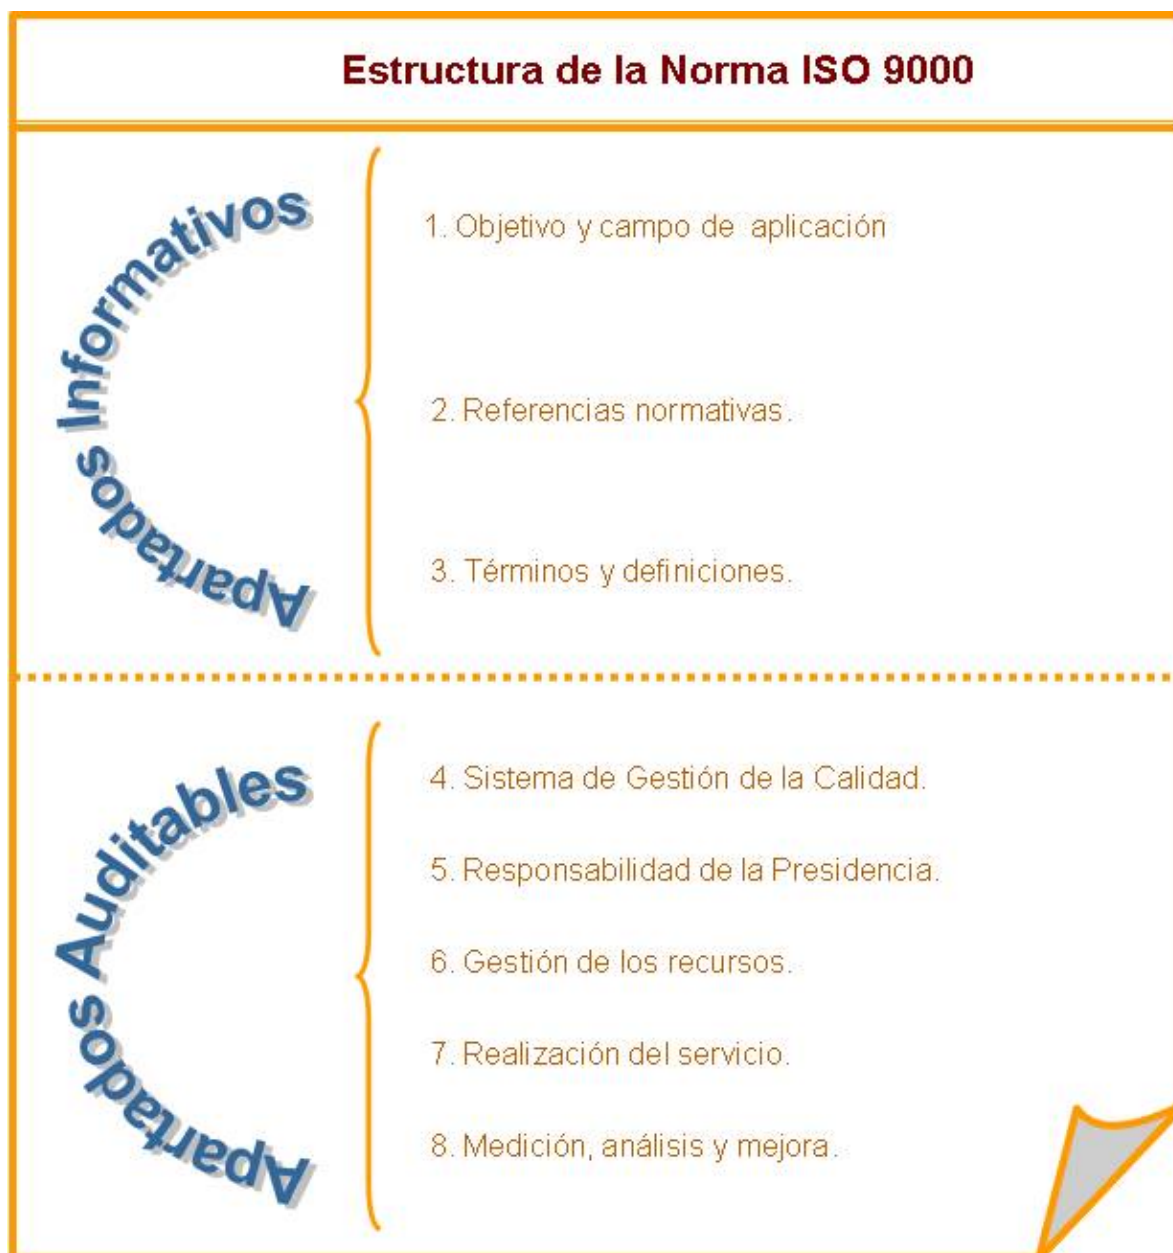 Estructura de la Norma ISO 9000
Apartados Informativos
1. Objetivo y campo de aplicación
2. Referencias normativas.
3. Términos y definiciones.
Apartados Auditables
4. Sistema de Gestión de la Calidad.
5. Responsabilidad de la Presidencia.
6. Gestión de los recursos.
7. Realización del servicio.
8. Medición, análisis y mejora.